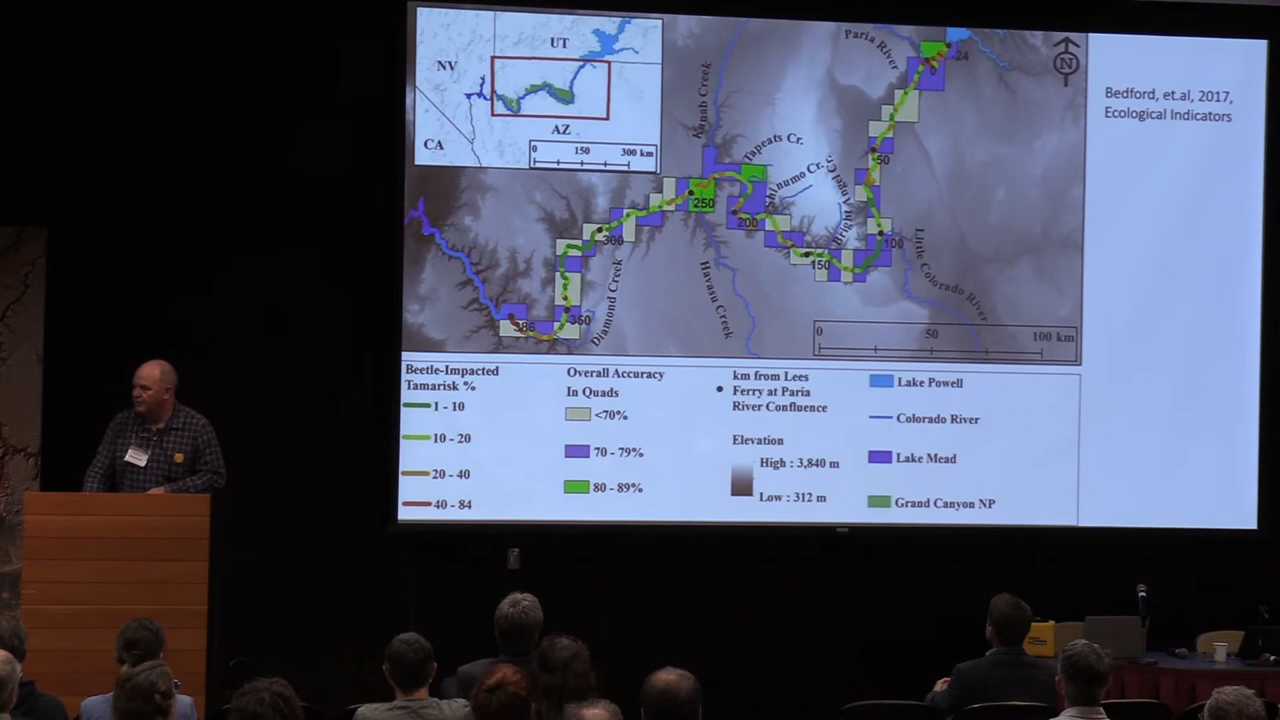 UT
NV
AZ
CA
0 150 300 km
Kanab Creek
Paria River
-24
N
Tapeats Cr.
Shinumo Cr.
Bright Angel Cr.
50
250
200
300
150
100
Little Colorado River
Havasu Creek
Diamond Creek
350
386
0 50 100 km
Bedford, et.al, 2017,
Ecological Indicators
Beetle-Impacted
Tamarisk %
1 - 10
10 - 20
20 - 40
40 - 84
Overall Accuracy
In Quads
<70%
70 - 79%
80 - 89%
km from Lees
Ferry at Paria
River Confluence
Elevation
High : 3,840 m
Low : 312 m
Lake Powell
Colorado River
Lake Mead
Grand Canyon NP